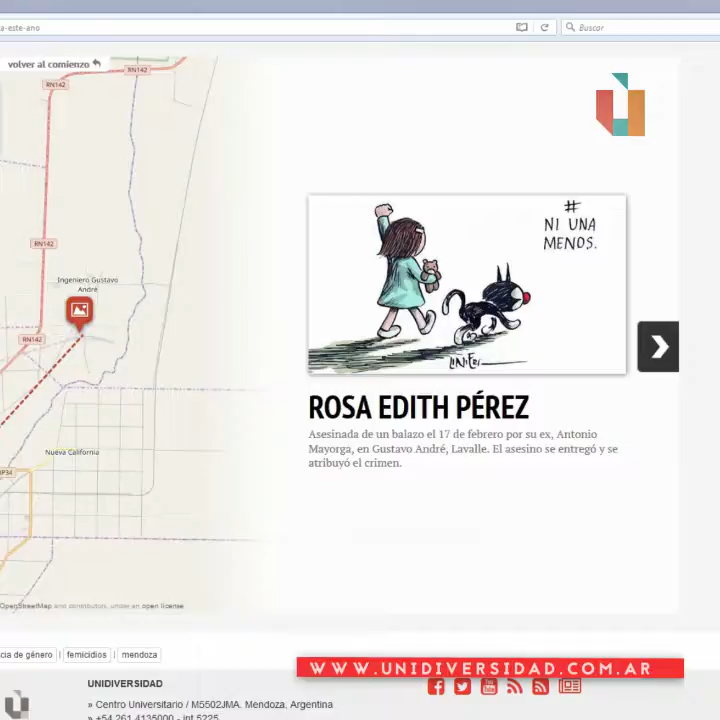 a-este-ano
Buscar
volver al comienzo
RN142
RN142
#
NI UNA
MENOS.
RN142
Ingeniero Gustavo
André
RN142
LINIERS
ROSA EDITH PÉREZ
Asesinada de un balazo el 17 de febrero por su ex, Antonio
Mayorga, en Gustavo André, Lavalle. El asesino se entregó y se
atribuyó el crimen.
Nueva California
RP34
OpenStreetMap and contributors, under an open license
cia de género | femicidios | mendoza
WWW.UNIDIVERSIDAD.COM.AR
UNIDIVERSIDAD
» Centro Universitario / M5502JMA. Mendoza, Argentina
» +54 261 4135000 - int 5225